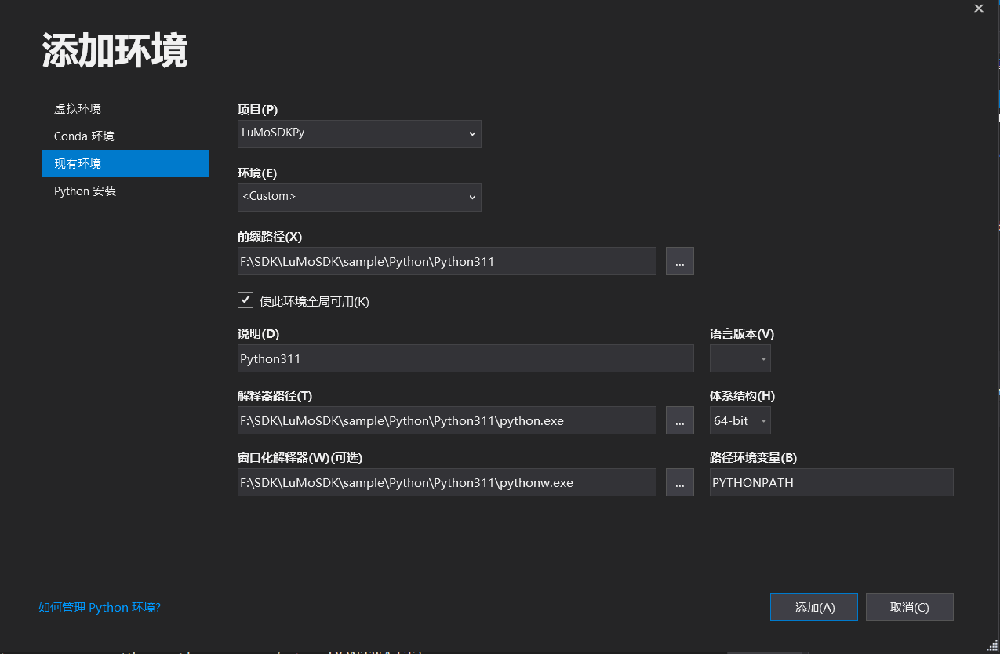 添加环境
虚拟环境
Conda 环境
现有环境
Python 安装
项目(P)
LuMoSDKPy
环境(E)
<Custom>
前缀路径(X)
F:\SDK\LuMoSDK\sample\Python\Python311
...
使此环境全局可用(K)
说明(D)
语言版本(V)
Python311
解释器路径(T)
体系结构(H)
F:\SDK\LuMoSDK\sample\Python\Python311\python.exe
...
64-bit
窗口化解释器(W)(可选)
路径环境变量(B)
F:\SDK\LuMoSDK\sample\Python\Python311\pythonw.exe
...
PYTHONPATH
如何管理 Python 环境?
添加(A)
取消(C)